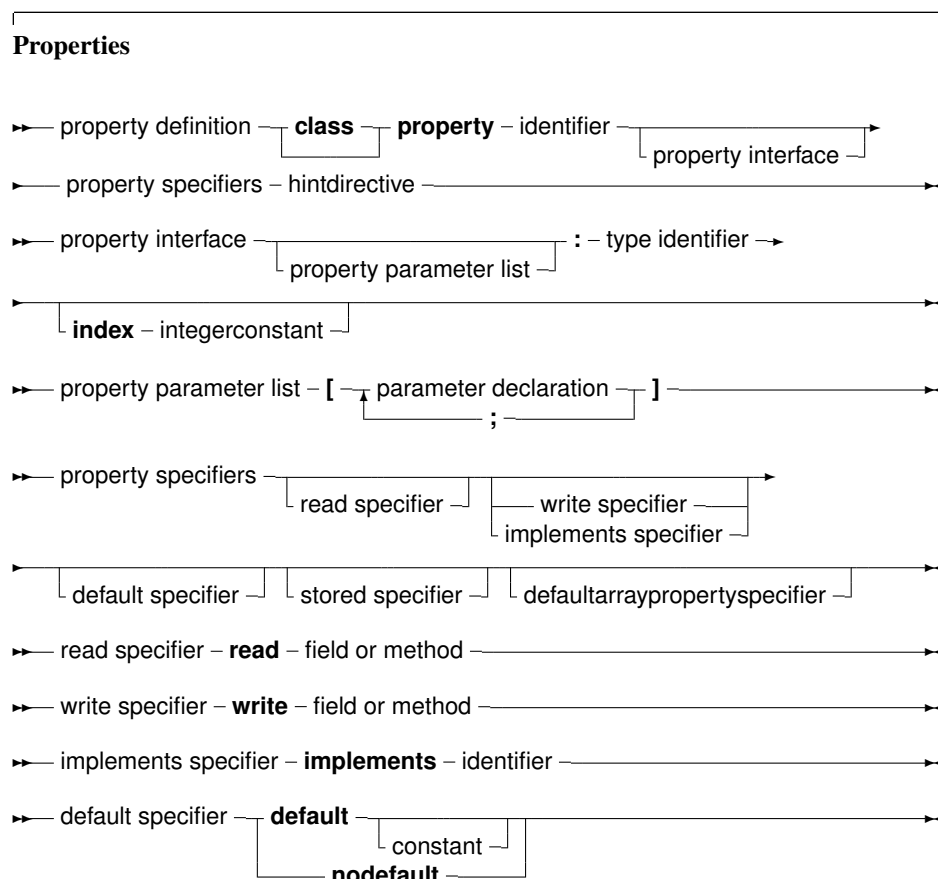 Properties
property definition class property identifier
property interface
property specifiers – hintdirective
property interface : – type identifier
property parameter list
index – integerconstant
property parameter list – [ parameter declaration ]
;
property specifiers
read specifier write specifier
implements specifier
default specifier stored specifier defaultarraypropertyspecifier
read specifier – read – field or method
write specifier – write – field or method
implements specifier – implements – identifier
default specifier default
constant
nodefault